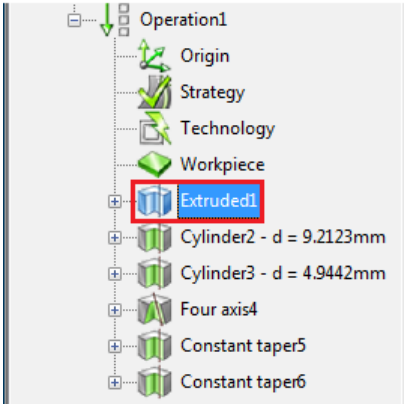 Operation1
Origin
Strategy
Technology
Workpiece
Extruded1
Cylinder2 - d = 9.2123mm
Cylinder3 - d = 4.9442mm
Four axis4
Constant taper5
Constant taper6